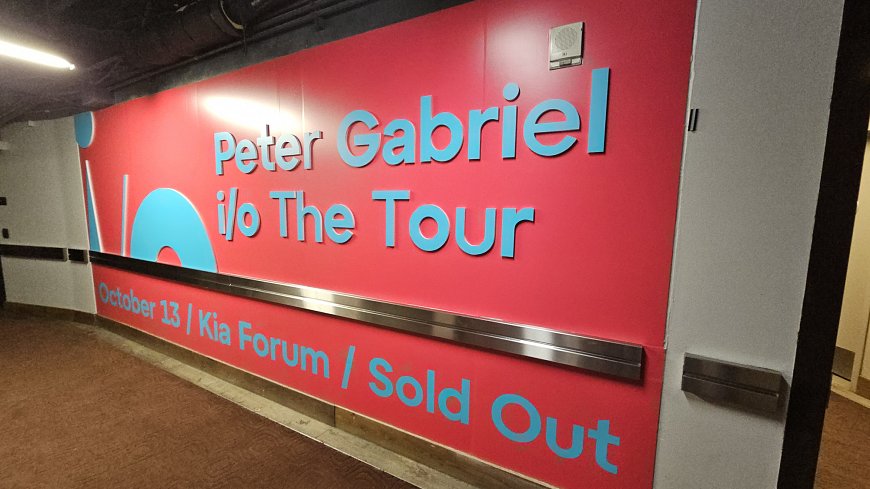 i/o
Peter Gabriel
i/o The Tour
October 13 / Kia Forum / Sold Out